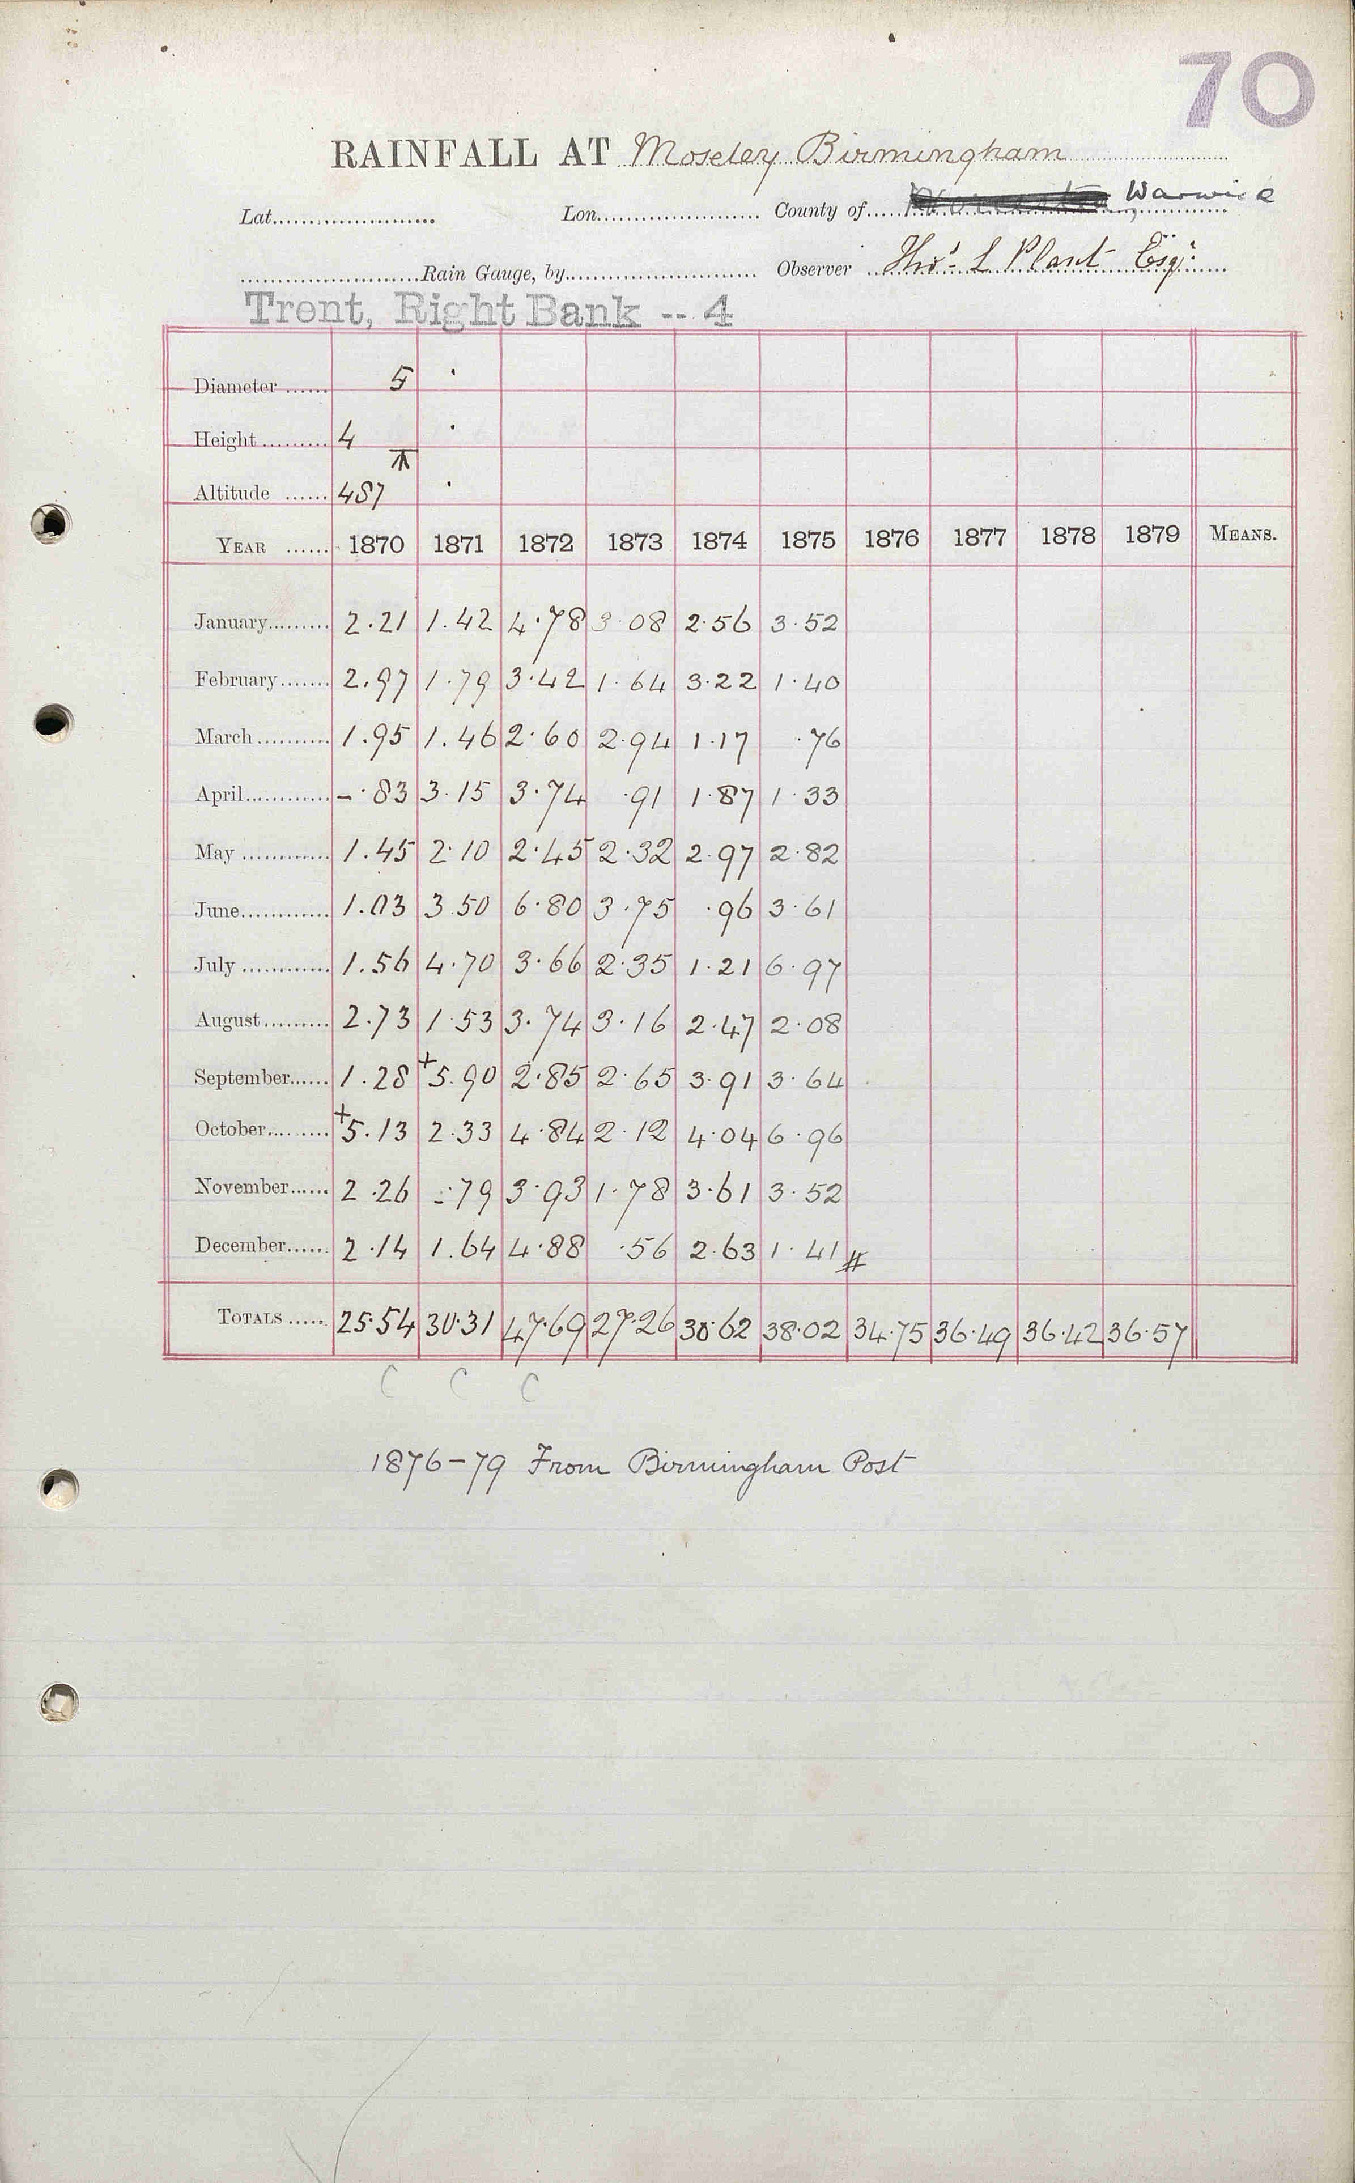 70
RAINFALL AT Moseley Birmingham
Lat. Lon. County of Warwick
Rain Gauge, by Observer Thos. L Plant Esqr.
Trent, Right Bank -- 4
Diameter 5
Height 4
Altitude 487
YEAR 1870 1871 1872 1873 1874 1875 1876 1877 1878 1879 MEANS.
January 2.21 1.42 4.78 3.08 2.56 3.52
February 2.97 1.79 3.42 1.64 3.22 1.40
March 1.95 1.46 2.60 2.94 1.17 .76
April -.83 3.15 3.74 .91 1.87 1.33
May 1.45 2.10 2.45 2.32 2.97 2.82
June 1.03 3.50 6.80 3.75 .96 3.61
July 1.56 4.70 3.66 2.35 1.21 6.97
August 2.73 1.53 3.74 3.16 2.47 2.08
September 1.28 +5.90 2.85 2.65 3.91 3.64
October +5.13 2.33 4.84 2.12 4.04 6.96
November 2.26 -.79 3.93 1.78 3.61 3.52
December 2.14 1.64 4.88 .56 2.63 1.41 #
TOTALS 25.54 30.31 47.69 27.26 30.62 38.02 34.75 36.49 36.42 36.57
C C C
1876-79 From Birmingham Post